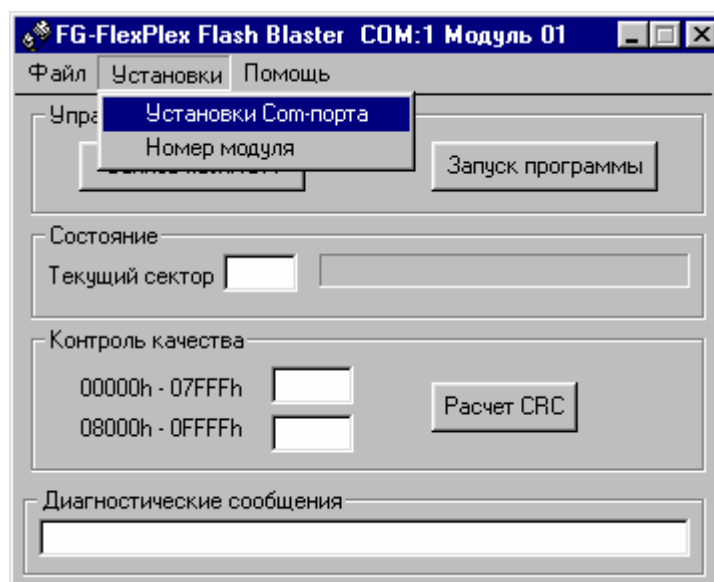 FG-FlexPlex Flash Blaster COM:1 Модуль 01
Файл Установки Помощь
Установки Com-порта
Номер модуля
Запуск программы
Состояние
Текущий сектор
Контроль качества
00000h - 07FFFh
08000h - 0FFFFh
Расчет CRC
Диагностические сообщения